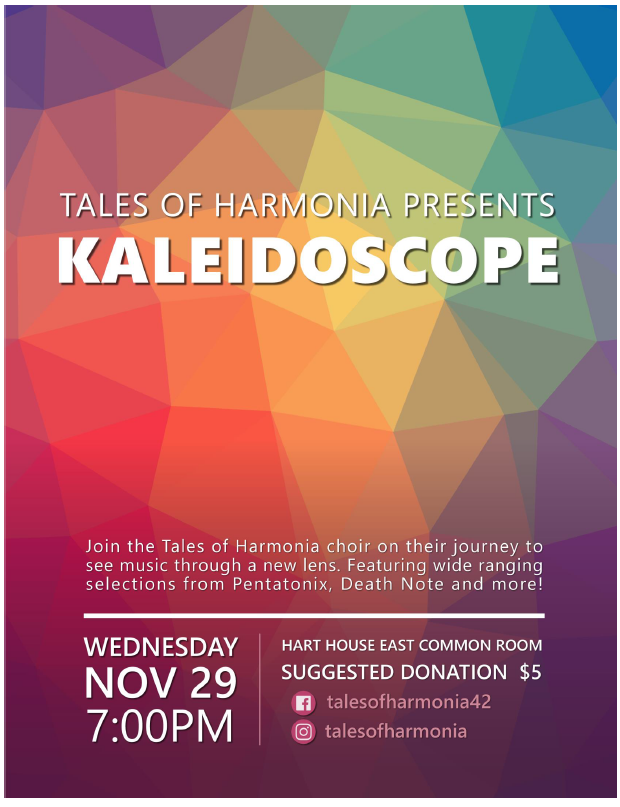 TALES OF HARMONIA PRESENTS
KALEIDOSCOPE
Join the Tales of Harmonia choir on their journey to
see music through a new lens. Featuring wide ranging
selections from Pentatonix, Death Note and more!
WEDNESDAY
NOV 29
7:00PM
HART HOUSE EAST COMMON ROOM
SUGGESTED DONATION $5
talesofharmonia42
talesofharmonia